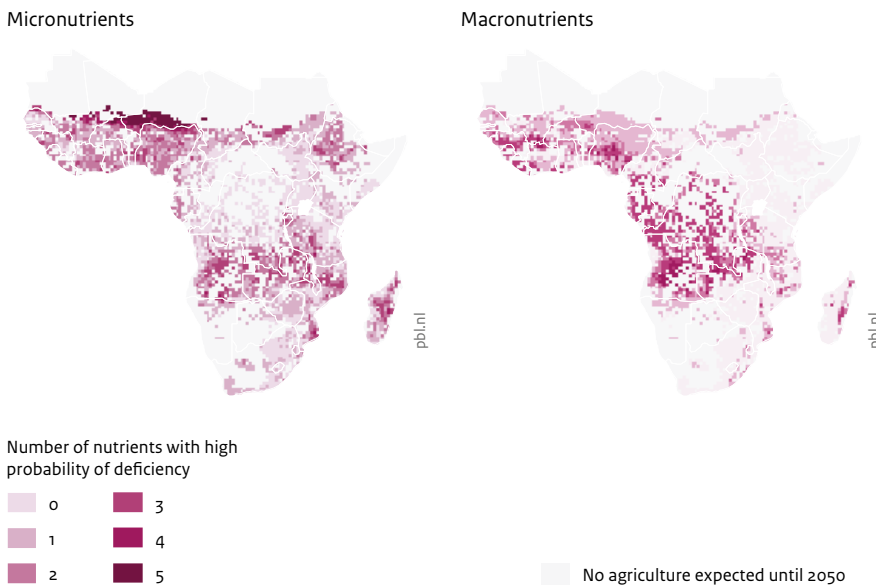 Micronutrients
Macronutrients
pbl.nl
pbl.nl
Number of nutrients with high
probability of deficiency
0 3
1 4
2 5
No agriculture expected until 2050